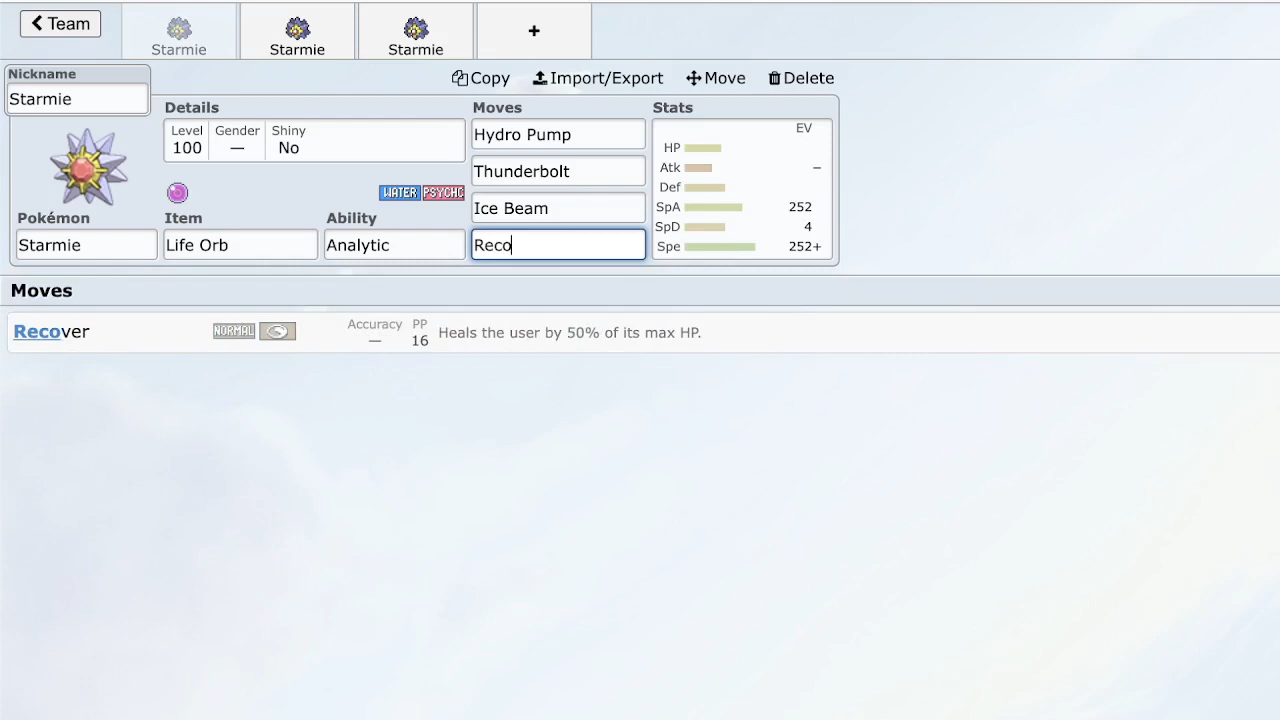 Team
Starmie
Starmie
Starmie
+
Nickname
Starmie
Copy
Import/Export
Move
Delete
Details
Level
100
Gender
—
Shiny
No
WATER
PSYCHC
Pokémon
Starmie
Item
Life Orb
Ability
Analytic
Moves
Hydro Pump
Thunderbolt
Ice Beam
Reco
Stats
EV
HP
Atk –
Def
SpA 252
SpD 4
Spe 252+
Moves
Recover NORMAL
Accuracy
—
PP
16
Heals the user by 50% of its max HP.